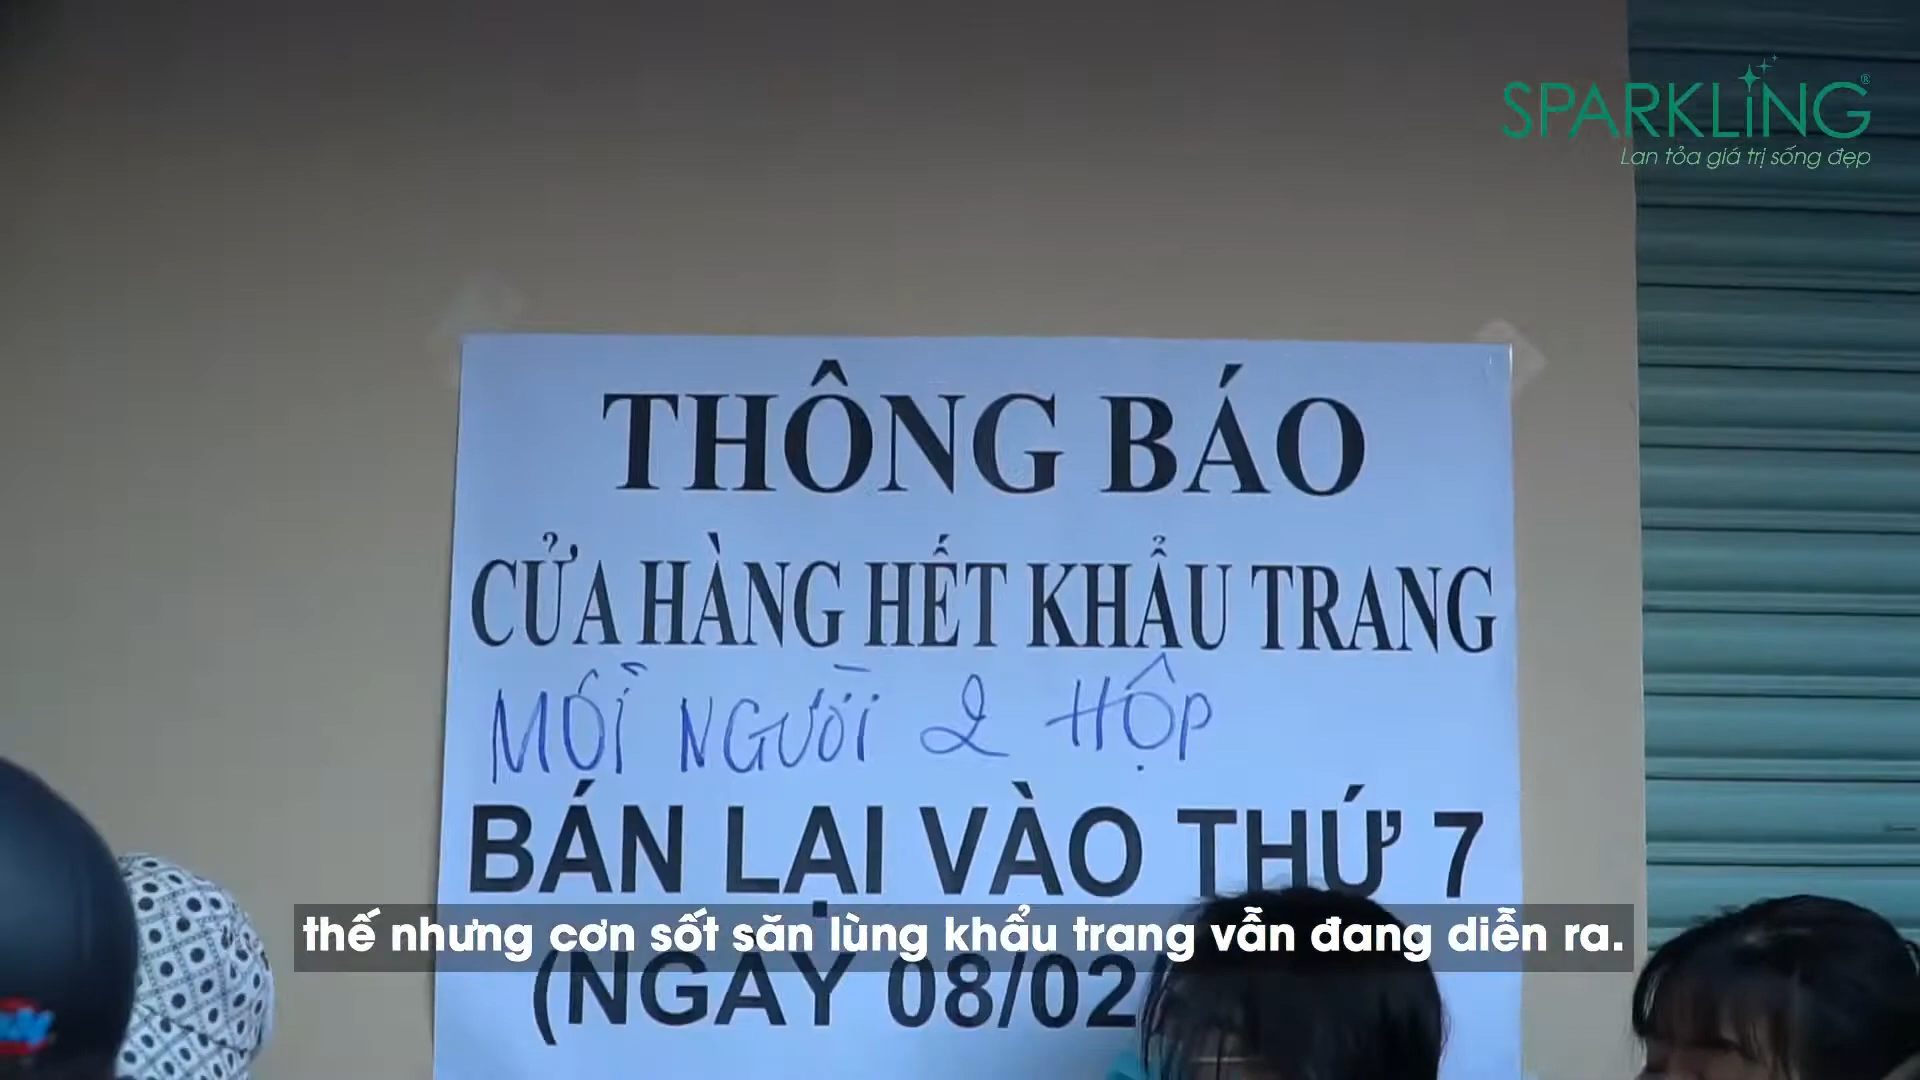 SPARKLING®
Lan tỏa giá trị sống đẹp
THÔNG BÁO
CỬA HÀNG HẾT KHẨU TRANG
MỖI NGƯỜI 2 HỘP
BÁN LẠI VÀO THỨ 7
thế nhưng cơn sốt săn lùng khẩu trang vẫn đang diễn ra.
(NGÀY 08/02